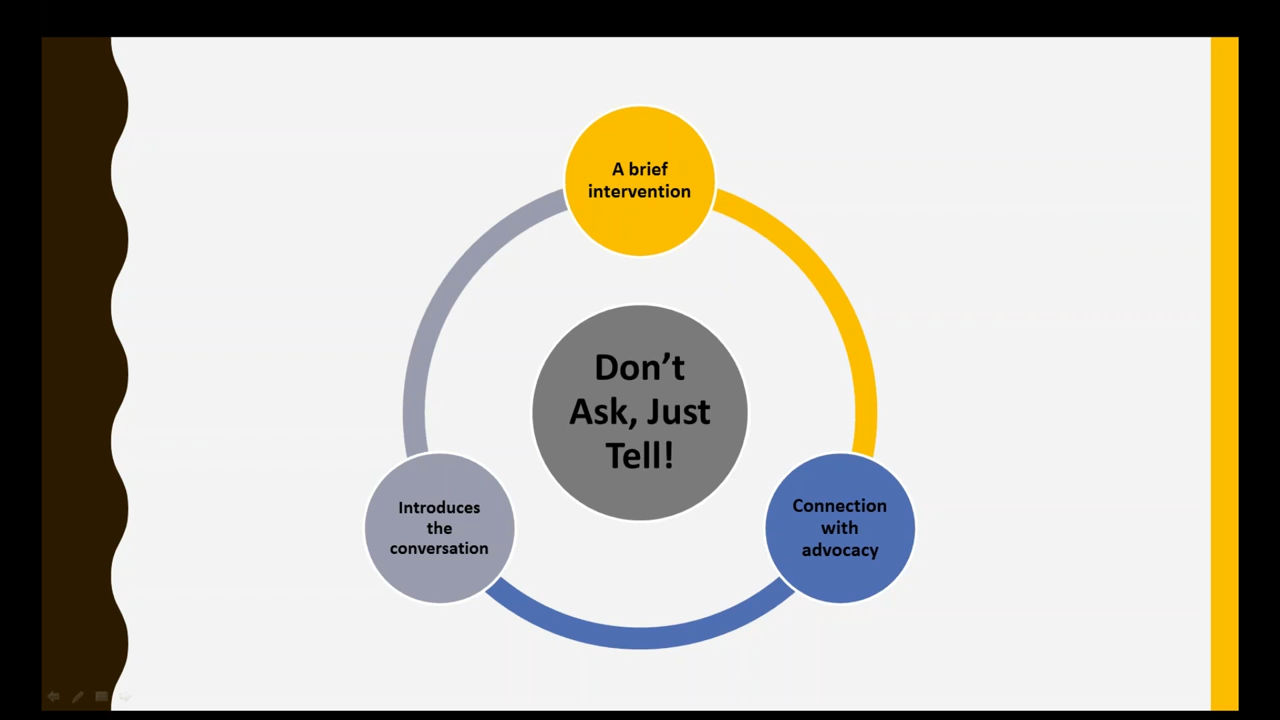 A brief
intervention
Don’t
Ask, Just
Tell!
Introduces
the
conversation
Connection
with
advocacy